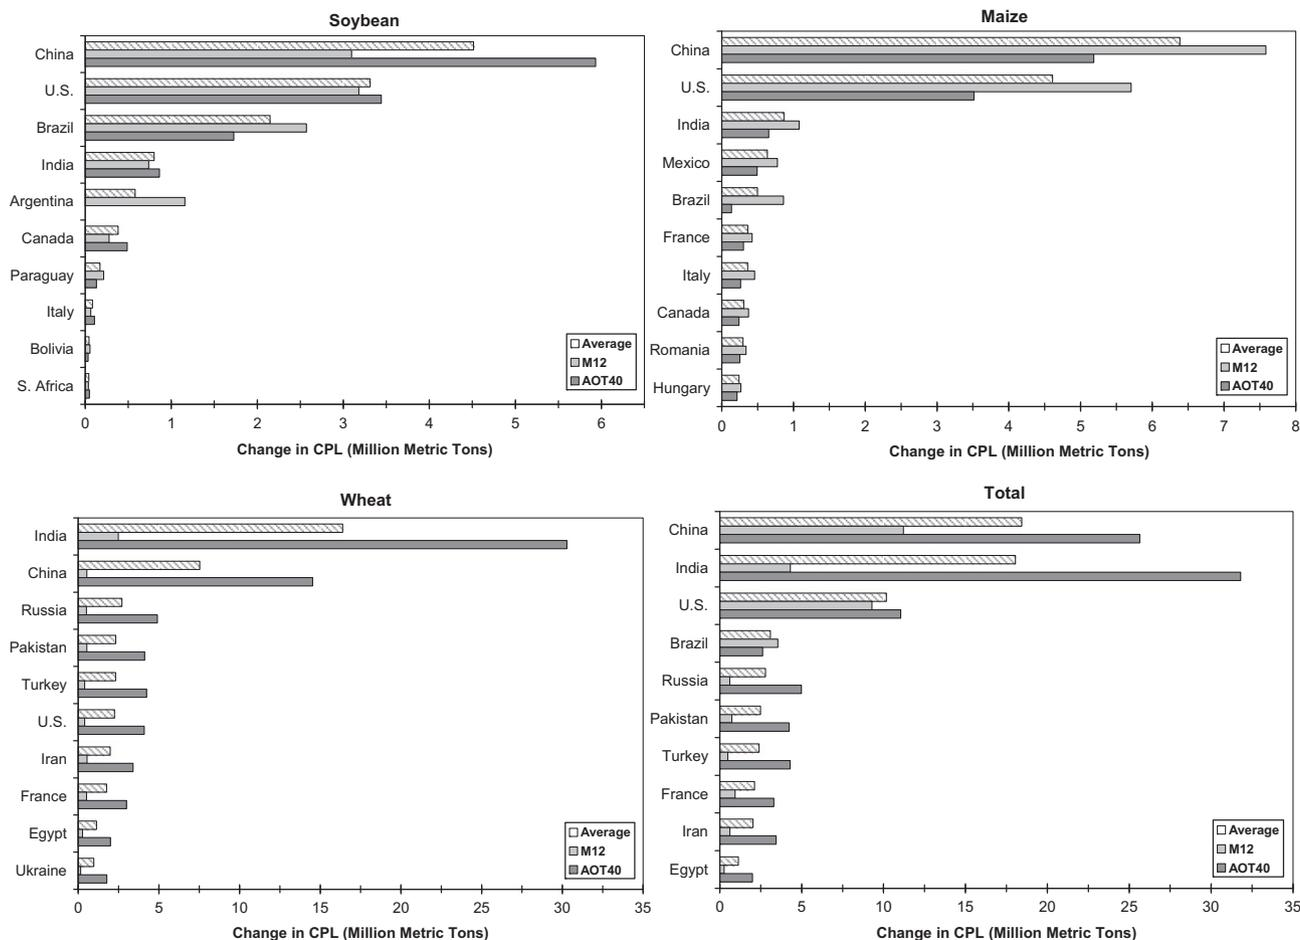 Soybean
China
U.S.
Brazil
India
Argentina
Canada
Paraguay
Italy
Bolivia
S. Africa
Average
M12
AOT40
0 1 2 3 4 5 6
Change in CPL (Million Metric Tons)
Maize
China
U.S.
India
Mexico
Brazil
France
Italy
Canada
Romania
Hungary
Average
M12
AOT40
0 1 2 3 4 5 6 7 8
Change in CPL (Million Metric Tons)
Wheat
India
China
Russia
Pakistan
Turkey
U.S.
Iran
France
Egypt
Ukraine
Average
M12
AOT40
0 5 10 15 20 25 30 35
Change in CPL (Million Metric Tons)
Total
China
India
U.S.
Brazil
Russia
Pakistan
Turkey
France
Iran
Egypt
Average
M12
AOT40
0 5 10 15 20 25 30 35
Change in CPL (Million Metric Tons)